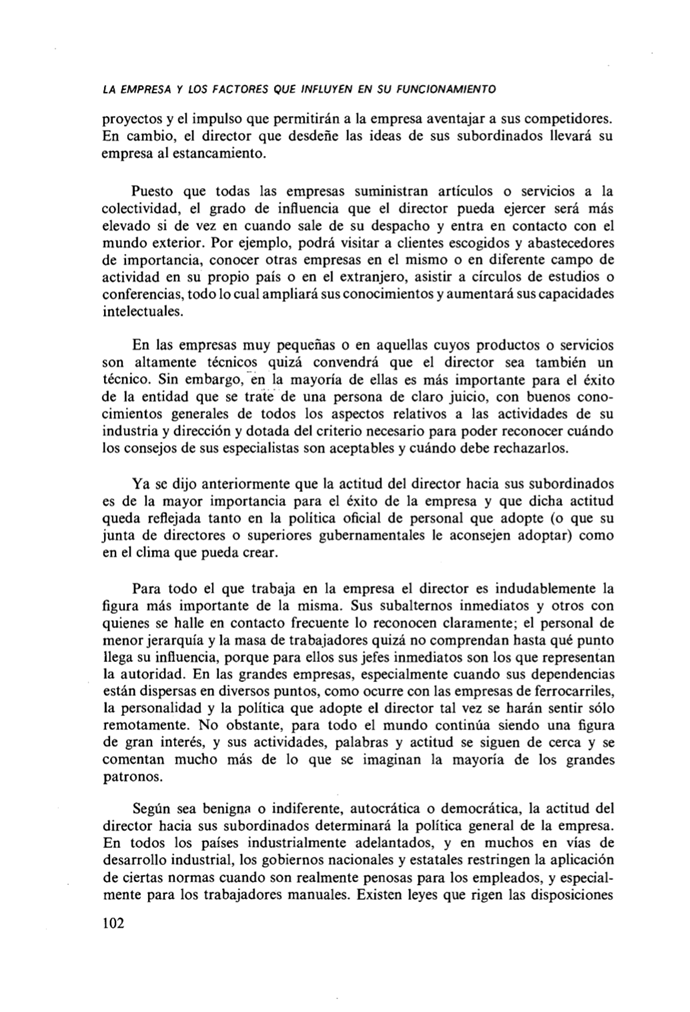 LA EMPRESA Y LOS FACTORES QUE INFLUYEN EN SU FUNCIONAMIENTO
proyectos y el impulso que permitirán a la empresa aventajar a sus competidores.
En cambio, el director que desdeñe las ideas de sus subordinados llevará su
empresa al estancamiento.
Puesto que todas las empresas suministran artículos o servicios a la
colectividad, el grado de influencia que el director pueda ejercer será más
elevado si de vez en cuando sale de su despacho y entra en contacto con el
mundo exterior. Por ejemplo, podrá visitar a clientes escogidos y abastecedores
de importancia, conocer otras empresas en el mismo o en diferente campo de
actividad en su propio país o en el extranjero, asistir a círculos de estudios o
conferencias, todo lo cual ampliará sus conocimientos y aumentará sus capacidades
intelectuales.
En las empresas muy pequeñas o en aquellas cuyos productos o servicios
son altamente técnicos quizá convendrá que el director sea también un
técnico. Sin embargo, en la mayoría de ellas es más importante para el éxito
de la entidad que se trate de una persona de claro juicio, con buenos cono-
cimientos generales de todos los aspectos relativos a las actividades de su
industria y dirección y dotada del criterio necesario para poder reconocer cuándo
los consejos de sus especialistas son aceptables y cuándo debe rechazarlos.
Ya se dijo anteriormente que la actitud del director hacia sus subordinados
es de la mayor importancia para el éxito de la empresa y que dicha actitud
queda reflejada tanto en la política oficial de personal que adopte (o que su
junta de directores o superiores gubernamentales le aconsejen adoptar) como
en el clima que pueda crear.
Para todo el que trabaja en la empresa el director es indudablemente la
figura más importante de la misma. Sus subalternos inmediatos y otros con
quienes se halle en contacto frecuente lo reconocen claramente; el personal de
menor jerarquía y la masa de trabajadores quizá no comprendan hasta qué punto
llega su influencia, porque para ellos sus jefes inmediatos son los que representan
la autoridad. En las grandes empresas, especialmente cuando sus dependencias
están dispersas en diversos puntos, como ocurre con las empresas de ferrocarriles,
la personalidad y la política que adopte el director tal vez se harán sentir sólo
remotamente. No obstante, para todo el mundo continúa siendo una figura
de gran interés, y sus actividades, palabras y actitud se siguen de cerca y se
comentan mucho más de lo que se imaginan la mayoría de los grandes
patronos.
Según sea benigna o indiferente, autocrática o democrática, la actitud del
director hacia sus subordinados determinará la política general de la empresa.
En todos los países industrialmente adelantados, y en muchos en vías de
desarrollo industrial, los gobiernos nacionales y estatales restringen la aplicación
de ciertas normas cuando son realmente penosas para los empleados, y especial-
mente para los trabajadores manuales. Existen leyes que rigen las disposiciones
102